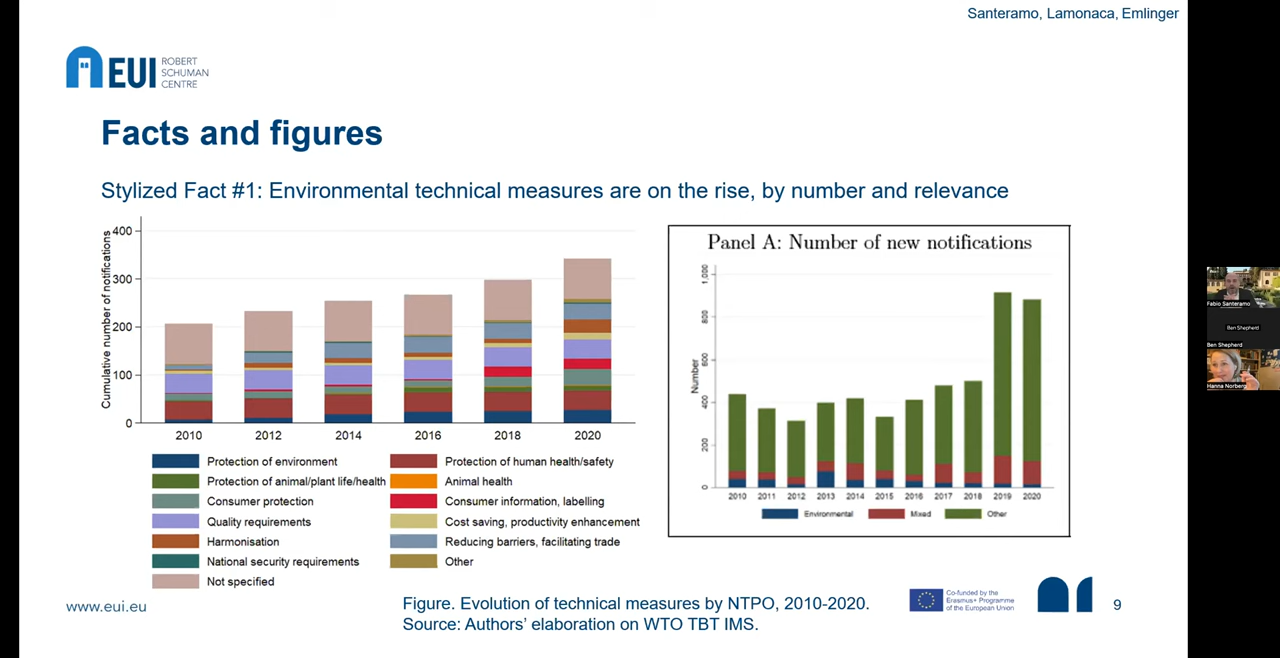 Santeramo, Lamonaca, Emlinger
EUI
ROBERT
SCHUMAN
CENTRE
Facts and figures
Stylized Fact #1: Environmental technical measures are on the rise, by number and relevance
Cumulative number of notifications
400
300
200
100
0
2010 2012 2014 2016 2018 2020
Protection of environment
Protection of human health/safety
Protection of animal/plant life/health
Animal health
Consumer protection
Consumer information, labelling
Quality requirements
Cost saving, productivity enhancement
Harmonisation
Reducing barriers, facilitating trade
National security requirements
Other
Not specified
Panel A: Number of new notifications
Number
1,000
800
600
400
200
0
2010 2011 2012 2013 2014 2015 2016 2017 2018 2019 2020
Environmental Mixed Other
Fabio Santeramo
Ben Shepherd
Ben Shepherd
Hanna Norberg
www.eui.eu
Figure. Evolution of technical measures by NTPO, 2010-2020.
Source: Authors' elaboration on WTO TBT IMS.
Co-funded by the
Erasmus+ Programme
of the European Union
9